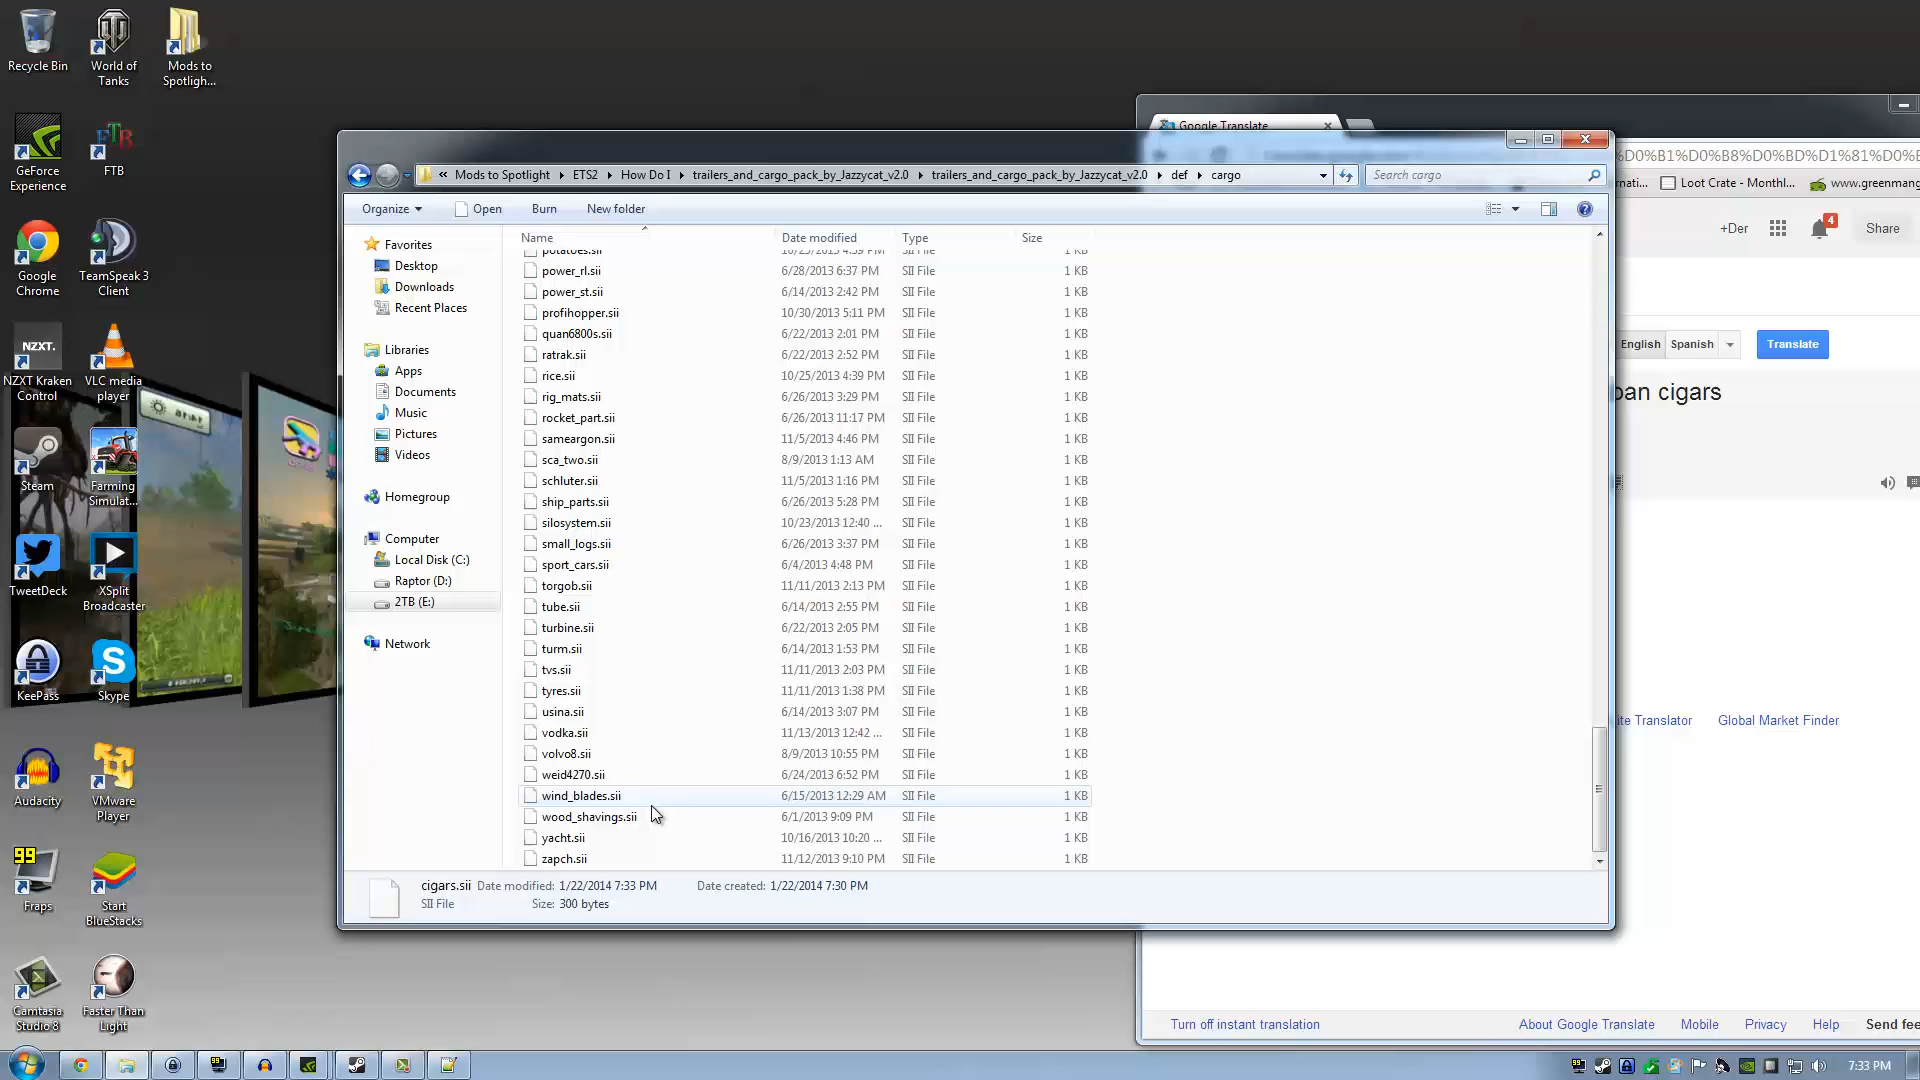 Recycle Bin
World of Tanks
Mods to Spotligh...
GeForce Experience
FTB
Google Chrome
TeamSpeak 3 Client
NZXT Kraken Control
VLC media player
Steam
Farming Simulat...
TweetDeck
XSplit Broadcaster
KeePass
Skype
Audacity
VMware Player
Fraps
Start BlueStacks
Camtasia Studio 8
Faster Than Light
Google Translate
« Mods to Spotlight ETS2 How Do I trailers_and_cargo_pack_by_Jazzycat_v2.0 trailers_and_cargo_pack_by_Jazzycat_v2.0 def cargo
Search cargo
Organize Open Burn New folder
Name Date modified Type Size
Favorites
Desktop
Downloads
Recent Places
Libraries
Apps
Documents
Music
Pictures
Videos
Homegroup
Computer
Local Disk (C:)
Raptor (D:)
2TB (E:)
Network
potatoes.sii 10/25/2013 4:39 PM SII File 1 KB
power_rl.sii 6/28/2013 6:37 PM SII File 1 KB
power_st.sii 6/14/2013 2:42 PM SII File 1 KB
profihopper.sii 10/30/2013 5:11 PM SII File 1 KB
quan6800s.sii 6/22/2013 2:01 PM SII File 1 KB
ratrak.sii 6/22/2013 2:52 PM SII File 1 KB
rice.sii 10/25/2013 4:39 PM SII File 1 KB
rig_mats.sii 6/26/2013 3:29 PM SII File 1 KB
rocket_part.sii 6/26/2013 11:17 PM SII File 1 KB
sameargon.sii 11/5/2013 4:46 PM SII File 1 KB
sca_two.sii 8/9/2013 1:13 AM SII File 1 KB
schluter.sii 11/5/2013 1:16 PM SII File 1 KB
ship_parts.sii 6/26/2013 5:28 PM SII File 1 KB
silosystem.sii 10/23/2013 12:40 ... SII File 1 KB
small_logs.sii 6/26/2013 3:37 PM SII File 1 KB
sport_cars.sii 6/4/2013 4:48 PM SII File 1 KB
torgob.sii 11/11/2013 2:13 PM SII File 1 KB
tube.sii 6/14/2013 2:55 PM SII File 1 KB
turbine.sii 6/22/2013 2:05 PM SII File 1 KB
turm.sii 6/14/2013 1:53 PM SII File 1 KB
tvs.sii 11/11/2013 2:03 PM SII File 1 KB
tyres.sii 11/11/2013 1:38 PM SII File 1 KB
usina.sii 6/14/2013 3:07 PM SII File 1 KB
vodka.sii 11/13/2013 12:42 ... SII File 1 KB
volvo8.sii 8/9/2013 10:55 PM SII File 1 KB
weid4270.sii 6/24/2013 6:52 PM SII File 1 KB
wind_blades.sii 6/15/2013 12:29 AM SII File 1 KB
wood_shavings.sii 6/1/2013 9:09 PM SII File 1 KB
yacht.sii 10/16/2013 10:20 ... SII File 1 KB
zapch.sii 11/12/2013 9:10 PM SII File 1 KB
cigars.sii Date modified: 1/22/2014 7:33 PM Date created: 1/22/2014 7:30 PM
SII File Size: 300 bytes
D0%B1%D0%B8%D0%BD%D1%81%D0%B
rnati... Loot Crate - Monthl... www.greenmang
+Der 4 Share
English Spanish Translate
ban cigars
ite Translator Global Market Finder
Turn off instant translation About Google Translate Mobile Privacy Help Send fee
7:33 PM